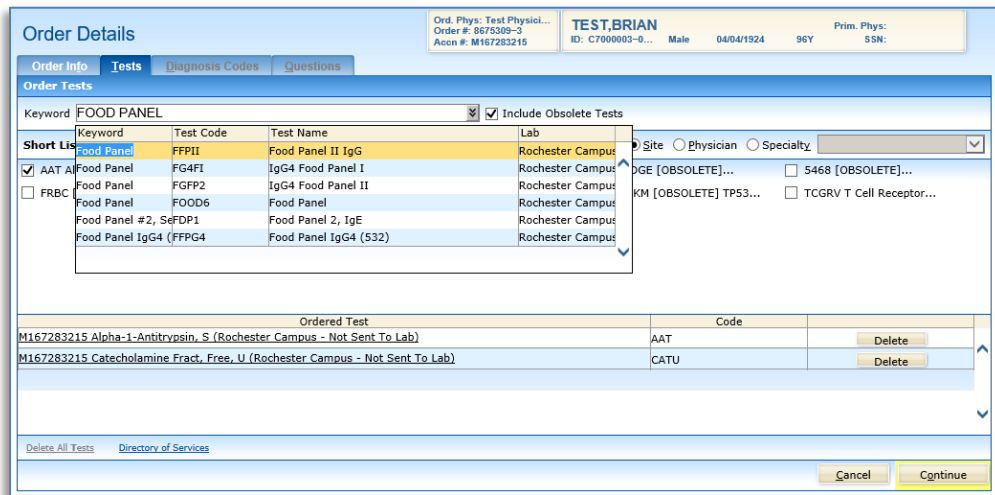 Order Details
Ord. Phys: Test Physici...
Order #: 8675309-3
Accn #: M167283215
TEST,BRIAN
Prim. Phys:
ID: C7000003-0... Male 04/04/1924 96Y SSN:
Order Info Tests Diagnosis Codes Questions
Order Tests
Keyword FOOD PANEL Include Obsolete Tests
Keyword Test Code Test Name Lab
Short Lis Site Physician Specialty
Food Panel FFPII Food Panel II IgG Rochester Campus
AAT Al Food Panel FG4FI IgG4 Food Panel I Rochester Campus DGE [OBSOLETE]... 5468 [OBSOLETE]...
FRBC [ Food Panel FGFP2 IgG4 Food Panel II Rochester Campus KM [OBSOLETE] TP53... TCGRV T Cell Receptor...
Food Panel FOOD6 Food Panel Rochester Campus
Food Panel #2, Se FDP1 Food Panel 2, IgE Rochester Campus
Food Panel IgG4 ( FFPG4 Food Panel IgG4 (532) Rochester Campus
Ordered Test Code
M167283215 Alpha-1-Antitrypsin, S (Rochester Campus - Not Sent To Lab) AAT Delete
M167283215 Catecholamine Fract, Free, U (Rochester Campus - Not Sent To Lab) CATU Delete
Delete All Tests Directory of Services
Cancel Continue